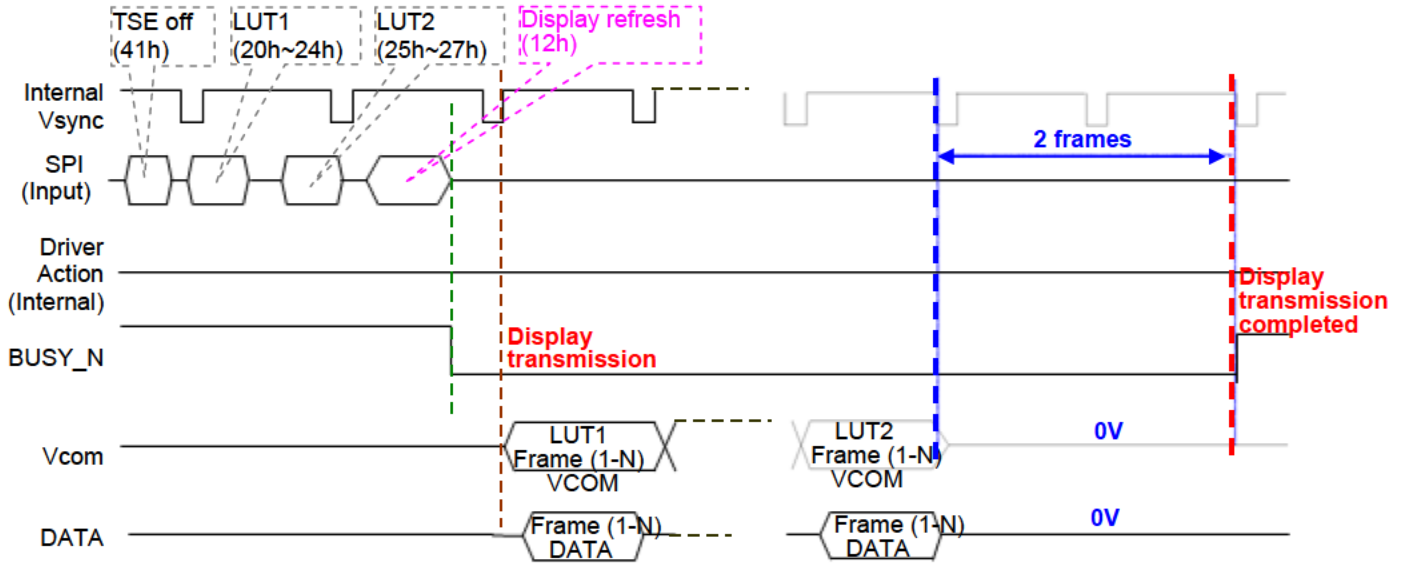 TSE off
(41h)
LUT1
(20h~24h)
LUT2
(25h~27h)
Display refresh
(12h)
Internal
Vsync
2 frames
SPI
(Input)
Driver
Action
(Internal)
Display
transmission
completed
BUSY_N
Display
transmission
Vcom
LUT1
Frame (1-N)
VCOM
LUT2
Frame (1-N)
VCOM
0V
DATA
Frame (1-N)
DATA
Frame (1-N)
DATA
0V